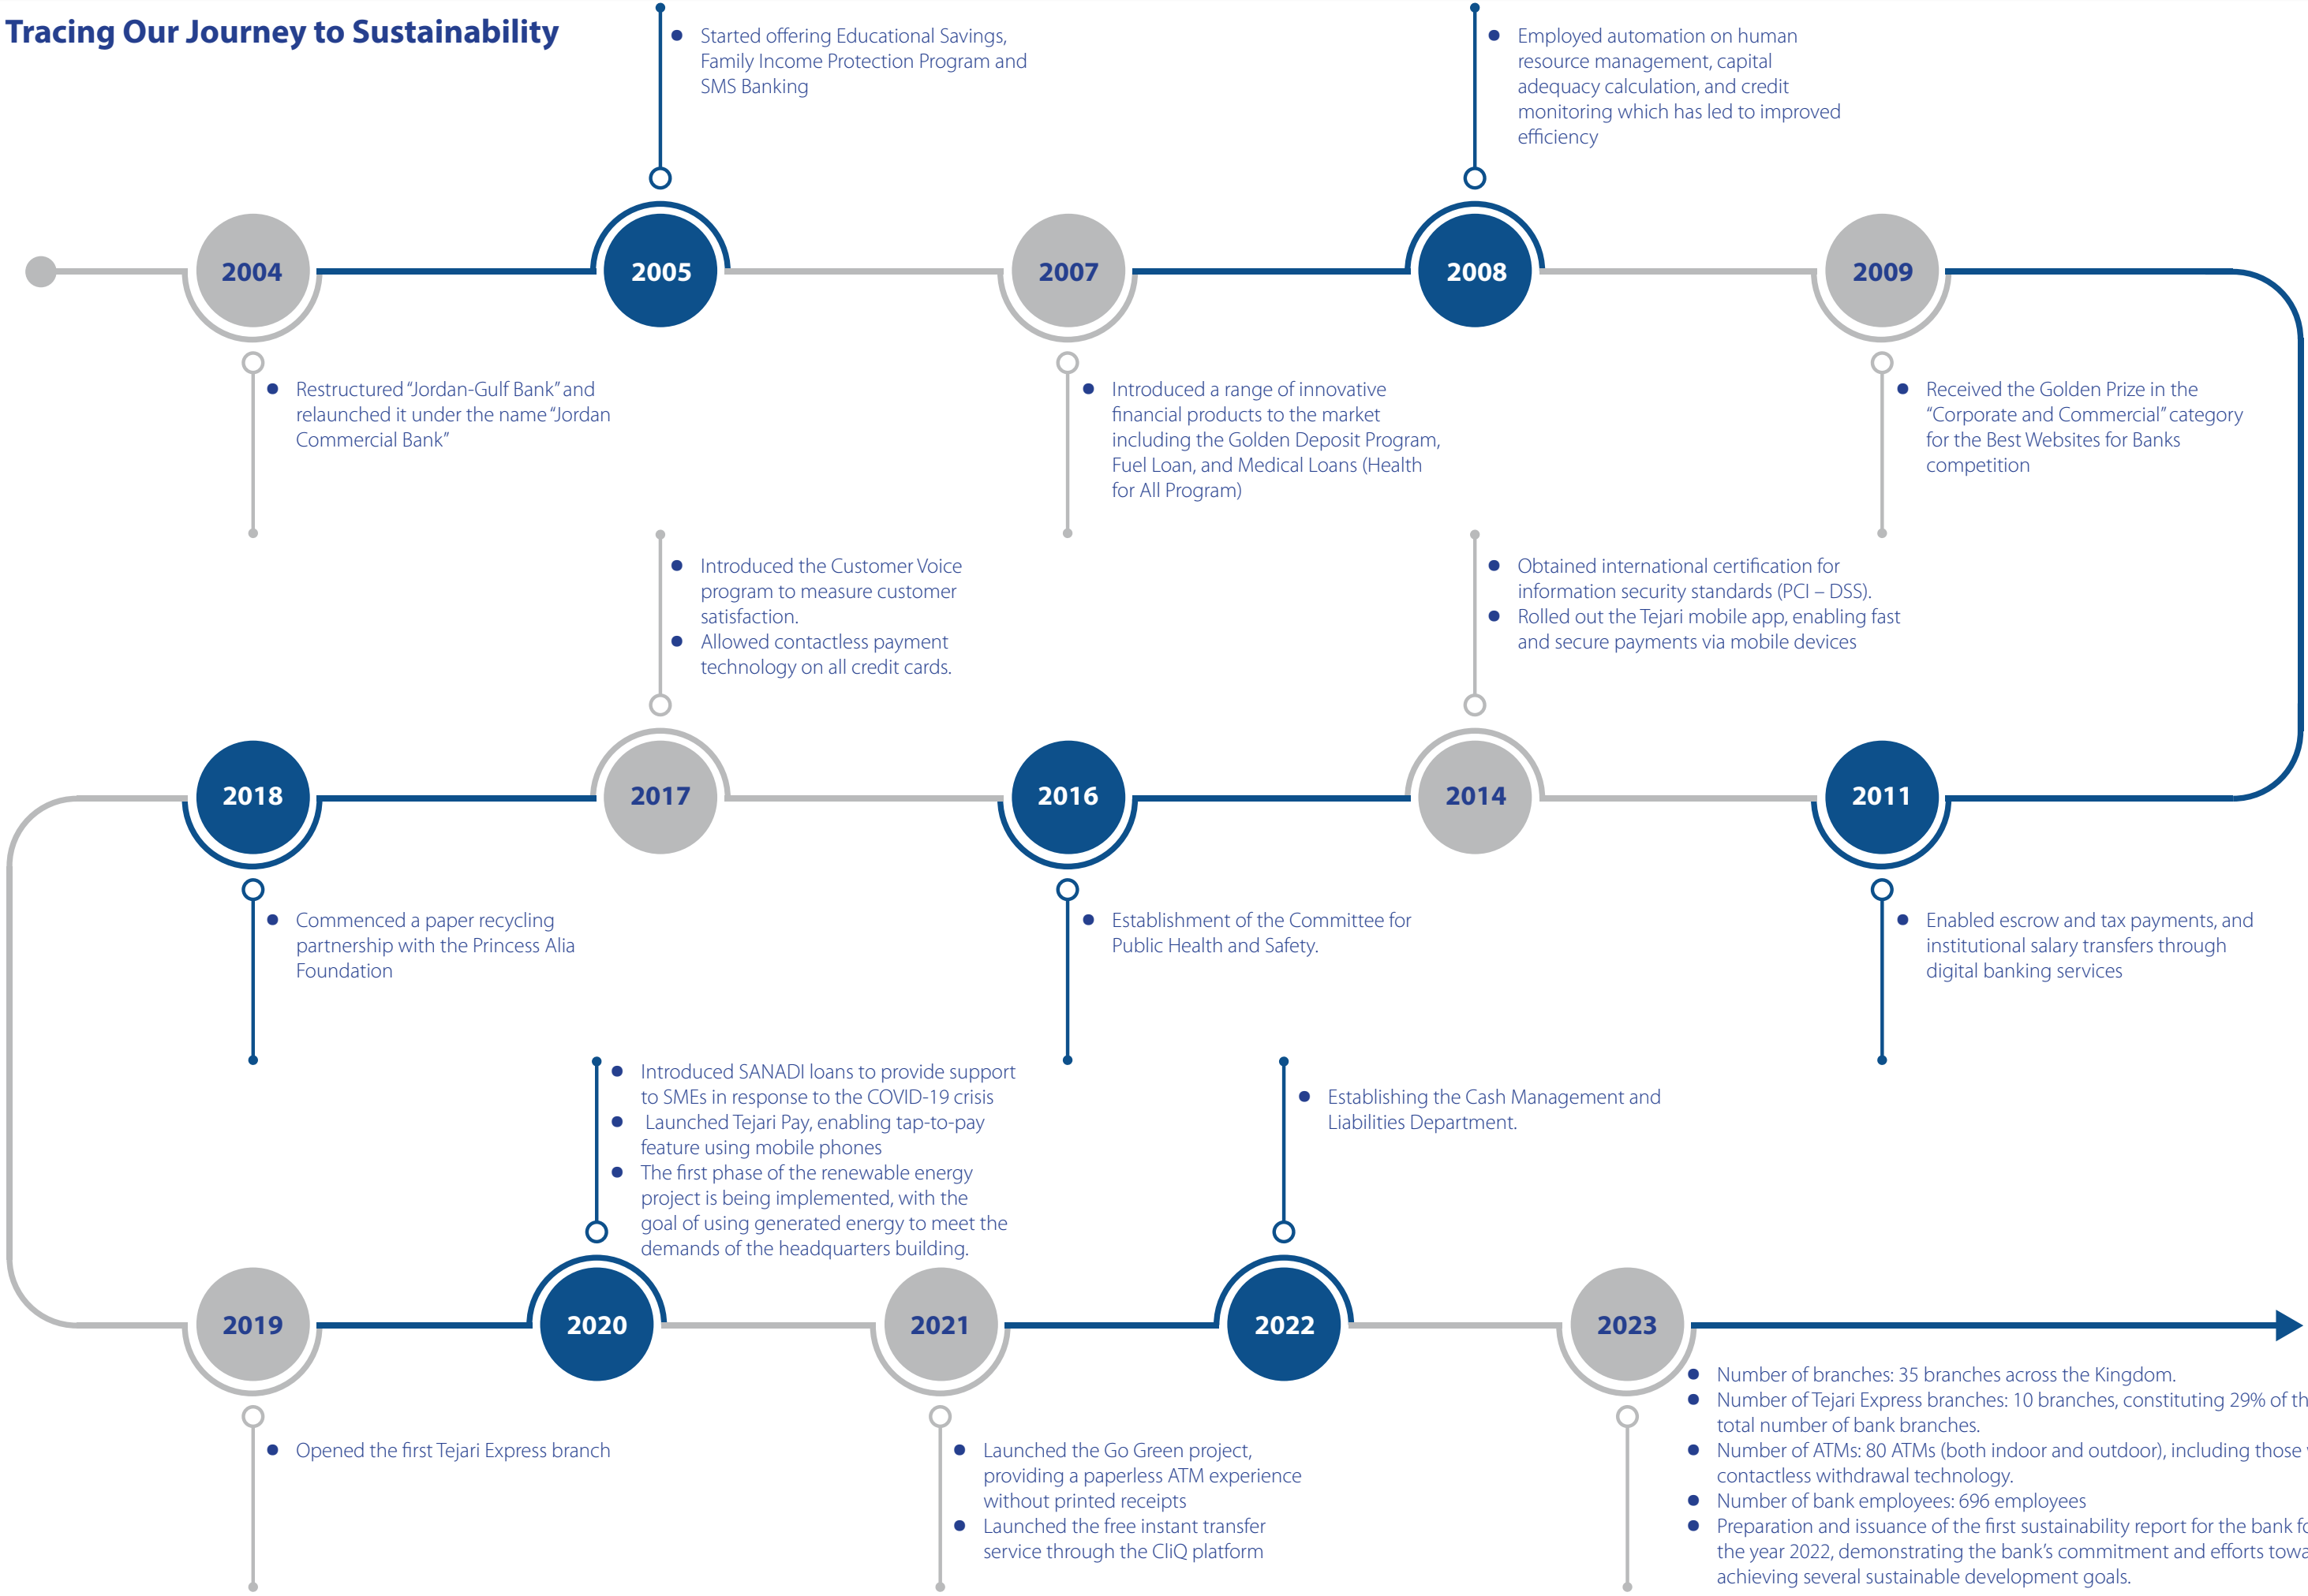 Tracing Our Journey to Sustainability
● Started offering Educational Savings,
Family Income Protection Program and
SMS Banking
● Employed automation on human
resource management, capital
adequacy calculation, and credit
monitoring which has led to improved
efficiency
2004
2005
2007
2008
2009
● Restructured “Jordan-Gulf Bank” and
relaunched it under the name “Jordan
Commercial Bank”
● Introduced a range of innovative
financial products to the market
including the Golden Deposit Program,
Fuel Loan, and Medical Loans (Health
for All Program)
● Received the Golden Prize in the
“Corporate and Commercial” category
for the Best Websites for Banks
competition
● Introduced the Customer Voice
program to measure customer
satisfaction.
● Allowed contactless payment
technology on all credit cards.
● Obtained international certification for
information security standards (PCI – DSS).
● Rolled out the Tejari mobile app, enabling fast
and secure payments via mobile devices
2018
2017
2016
2014
2011
● Commenced a paper recycling
partnership with the Princess Alia
Foundation
● Establishment of the Committee for
Public Health and Safety.
● Enabled escrow and tax payments, and
institutional salary transfers through
digital banking services
● Introduced SANADI loans to provide support
to SMEs in response to the COVID-19 crisis
● Launched Tejari Pay, enabling tap-to-pay
feature using mobile phones
● The first phase of the renewable energy
project is being implemented, with the
goal of using generated energy to meet the
demands of the headquarters building.
● Establishing the Cash Management and
Liabilities Department.
2019
2020
2021
2022
2023
● Opened the first Tejari Express branch
● Launched the Go Green project,
providing a paperless ATM experience
without printed receipts
● Launched the free instant transfer
service through the CliQ platform
● Number of branches: 35 branches across the Kingdom.
● Number of Tejari Express branches: 10 branches, constituting 29% of
total number of bank branches.
● Number of ATMs: 80 ATMs (both indoor and outdoor), including those
contactless withdrawal technology.
● Number of bank employees: 696 employees
● Preparation and issuance of the first sustainability report for the bank
the year 2022, demonstrating the bank’s commitment and efforts
achieving several sustainable development goals.